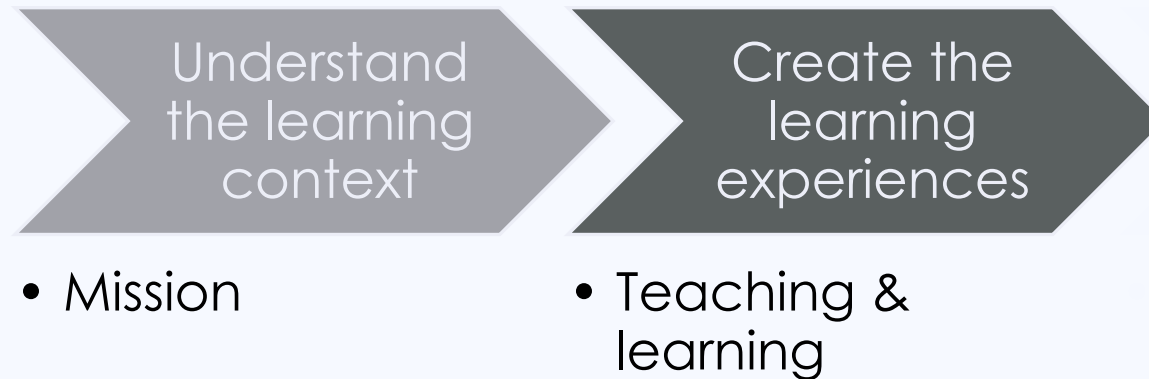 Understand
the learning
context
Create the
learning
experiences
• Mission
• Teaching &
learning